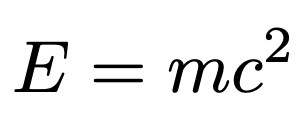 E = mc²